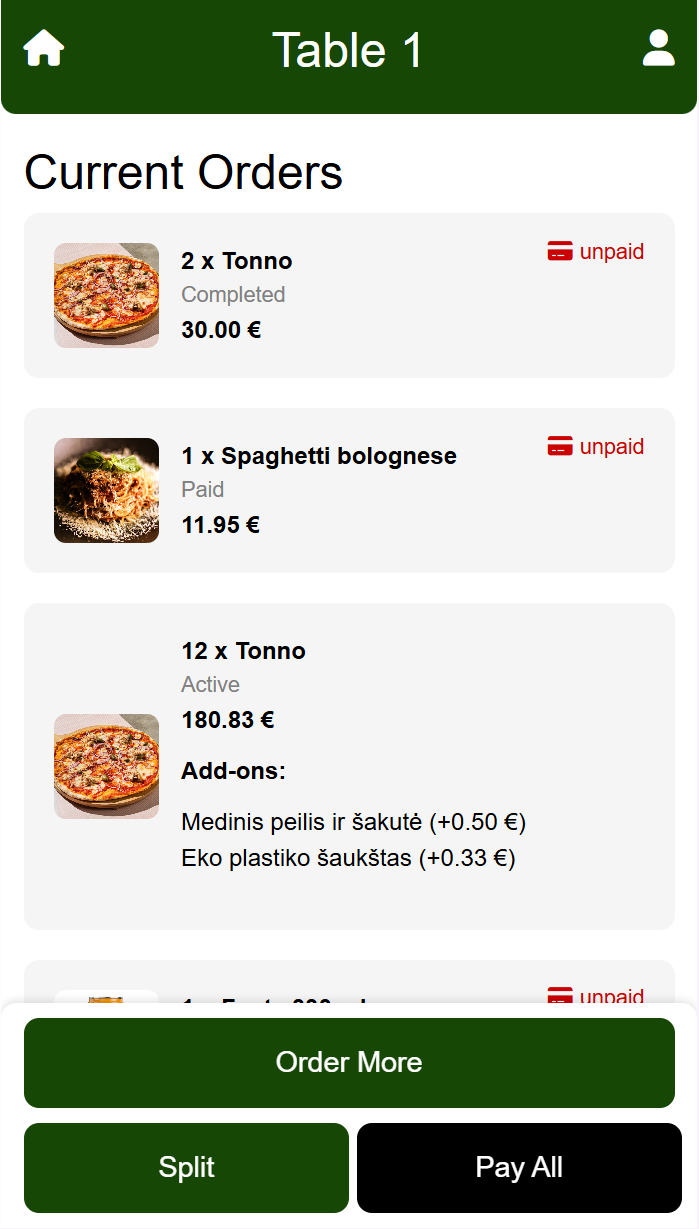 Table 1
Current Orders
2 x Tonno
unpaid
Completed
30.00 €
1 x Spaghetti bolognese
unpaid
Paid
11.95 €
12 x Tonno
Active
180.83 €
Add-ons:
Medinis peilis ir šakutė (+0.50 €)
Eko plastiko šaukštas (+0.33 €)
unpaid
Order More
Split
Pay All